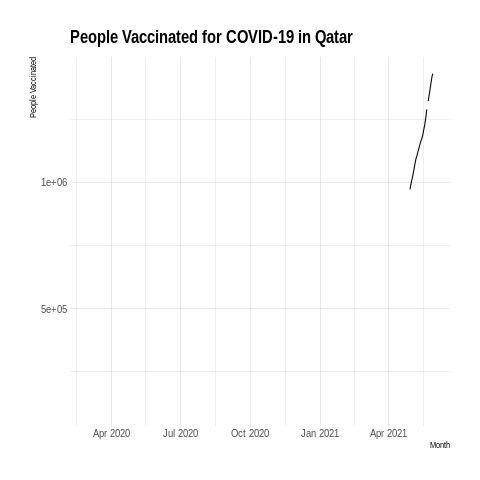 People Vaccinated for COVID-19 in Qatar
People Vaccinated
1e+06
5e+05
Apr 2020 Jul 2020 Oct 2020 Jan 2021 Apr 2021
Month